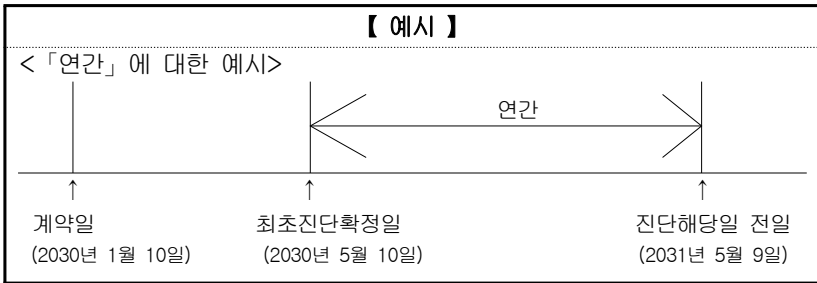 【 예시 】
<「연간」에 대한 예시>
연간
↑ ↑ ↑
계약일 최초진단확정일 진단해당일 전일
(2030년 1월 10일) (2030년 5월 10일) (2031년 5월 9일)